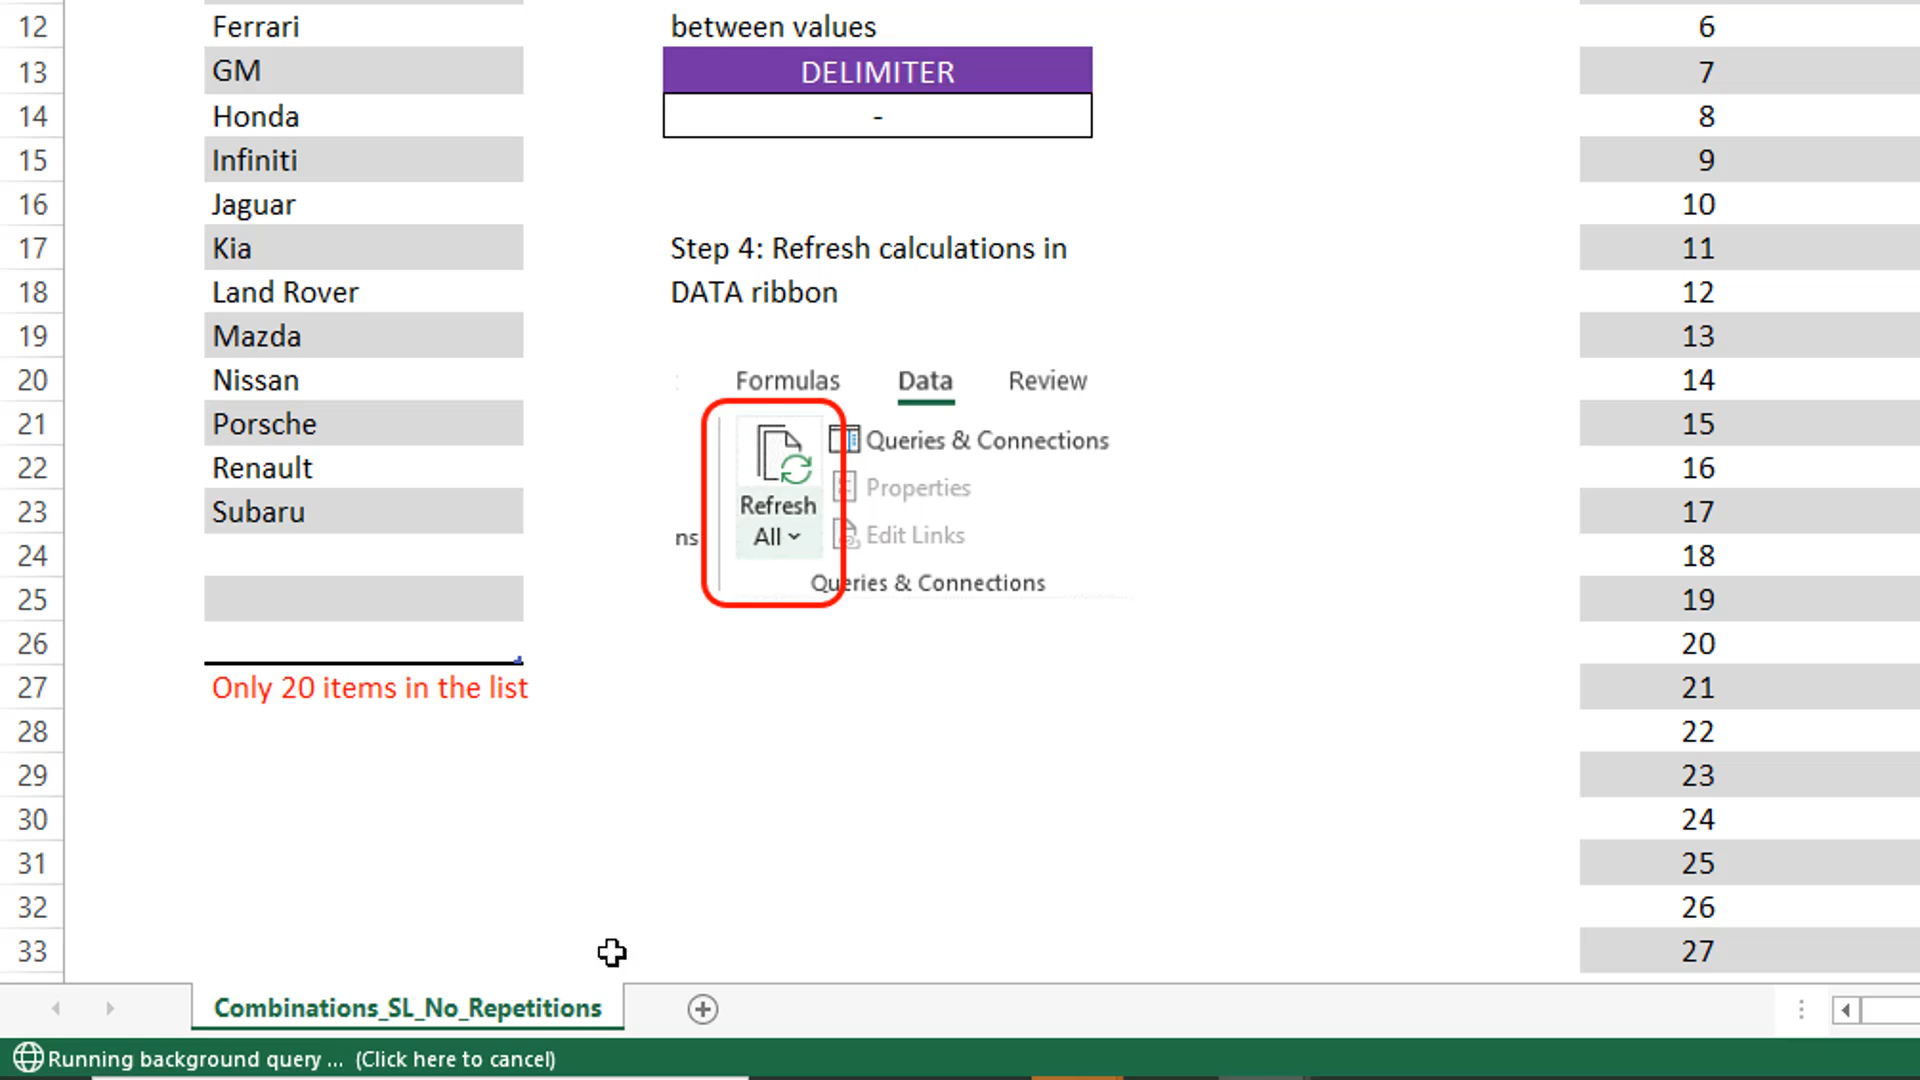 12 Ferrari between values 6
13 GM DELIMITER 7
14 Honda - 8
15 Infiniti 9
16 Jaguar 10
17 Kia Step 4: Refresh calculations in 11
18 Land Rover DATA ribbon 12
19 Mazda 13
20 Nissan Formulas Data Review 14
21 Porsche Queries & Connections 15
22 Renault Properties 16
23 Subaru Refresh 17
24 ns All Edit Links 18
25 Queries & Connections 19
26 20
27 Only 20 items in the list 21
28 22
29 23
30 24
31 25
32 26
33 27
Combinations_SL_No_Repetitions
Running background query ... (Click here to cancel)